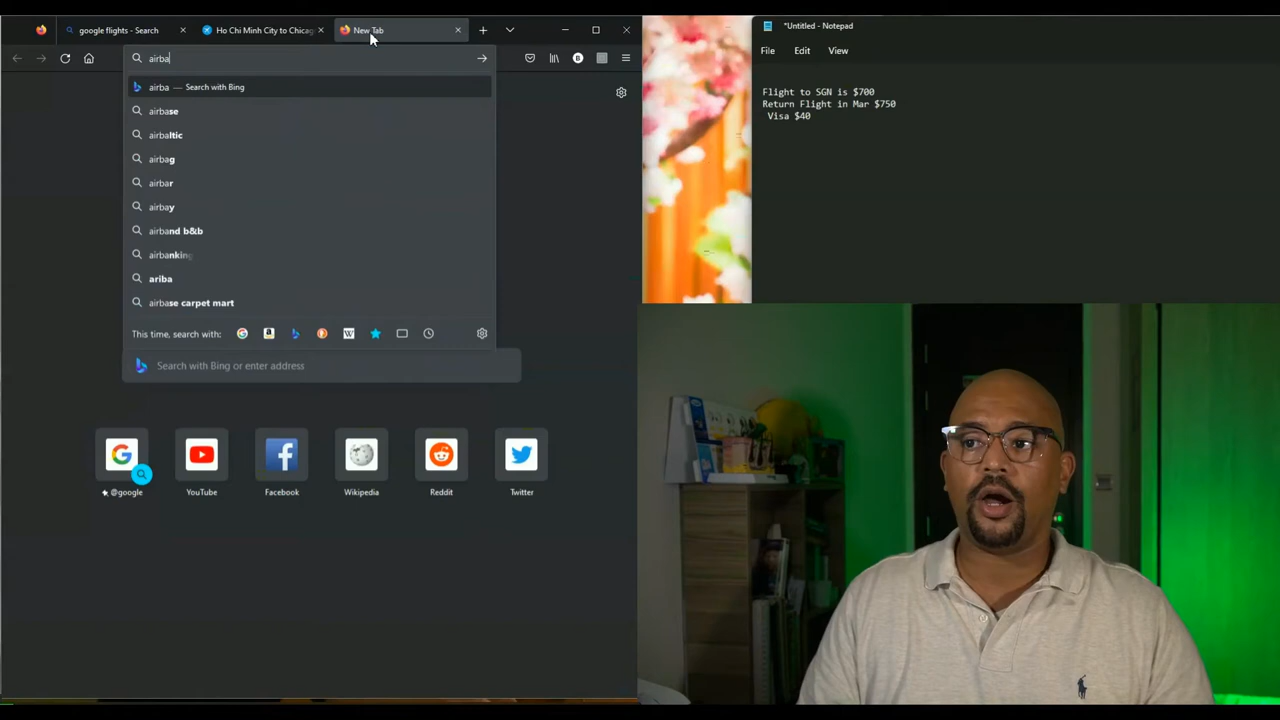 google flights - Search
Ho Chi Minh City to Chicag
New Tab
airba
airba — Search with Bing
airbase
airbaltic
airbag
airbar
airbay
airband b&b
airbanking
ariba
airbase carpet mart
This time, search with:
Search with Bing or enter address
@google
YouTube
Facebook
Wikipedia
Reddit
Twitter
*Untitled - Notepad
File Edit View
Flight to SGN is $700
Return Flight in Mar $750
Visa $40